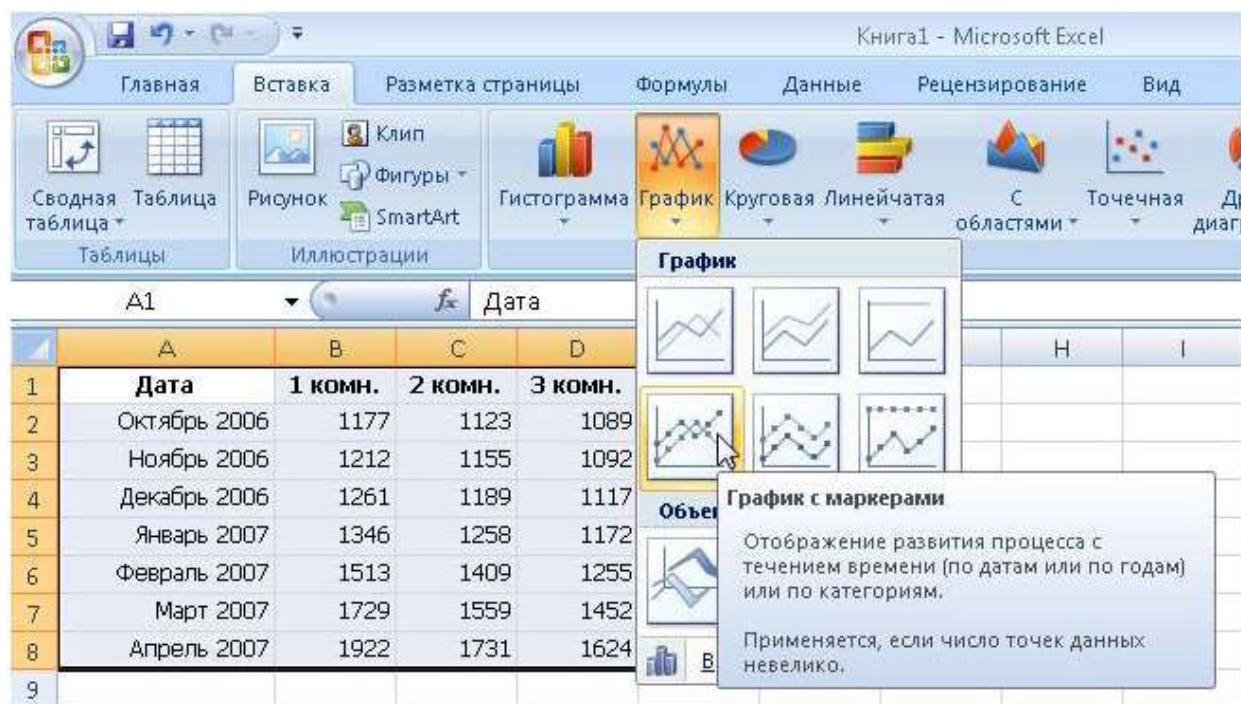 Книга1 - Microsoft Excel
Главная Вставка Разметка страницы Формулы Данные Рецензирование Вид
Сводная таблица
Таблица
Рисунок
Клип
Фигуры
SmartArt
Гистограмма
График
Круговая
Линейчатая
С областями
Точечная
Таблицы
Иллюстрации
A1 fx Дата
График
A B C D H I
1 Дата 1 комн. 2 комн. 3 комн.
2 Октябрь 2006 1177 1123 1089
3 Ноябрь 2006 1212 1155 1092
4 Декабрь 2006 1261 1189 1117
5 Январь 2007 1346 1258 1172
6 Февраль 2007 1513 1409 1255
7 Март 2007 1729 1559 1452
8 Апрель 2007 1922 1731 1624
9
График с маркерами
Отображение развития процесса с
течением времени (по датам или по годам)
или по категориям.
Применяется, если число точек данных
невелико.